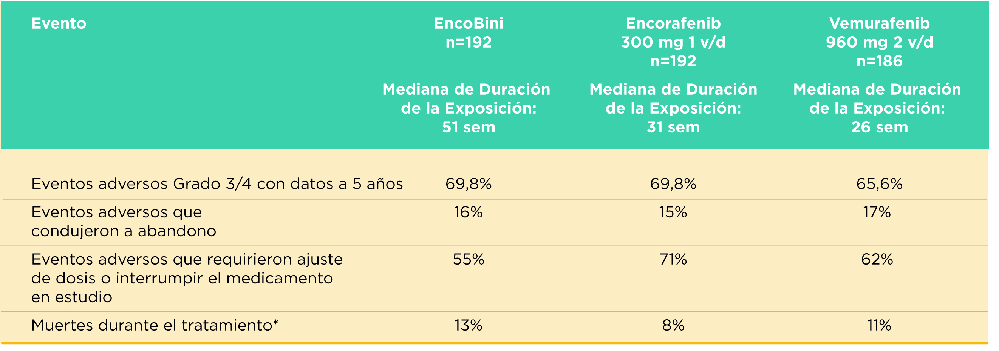 Evento
EncoBini
n=192
Mediana de Duración
de la Exposición:
51 sem
Encorafenib
300 mg 1 v/d
n=192
Mediana de Duración
de la Exposición:
31 sem
Vemurafenib
960 mg 2 v/d
n=186
Mediana de Duración
de la Exposición:
26 sem
Eventos adversos Grado 3/4 con datos a 5 años 69,8% 69,8% 65,6%
Eventos adversos que 16% 15% 17%
condujeron a abandono
Eventos adversos que requirieron ajuste 55% 71% 62%
de dosis o interrumpir el medicamento
en estudio
Muertes durante el tratamiento* 13% 8% 11%